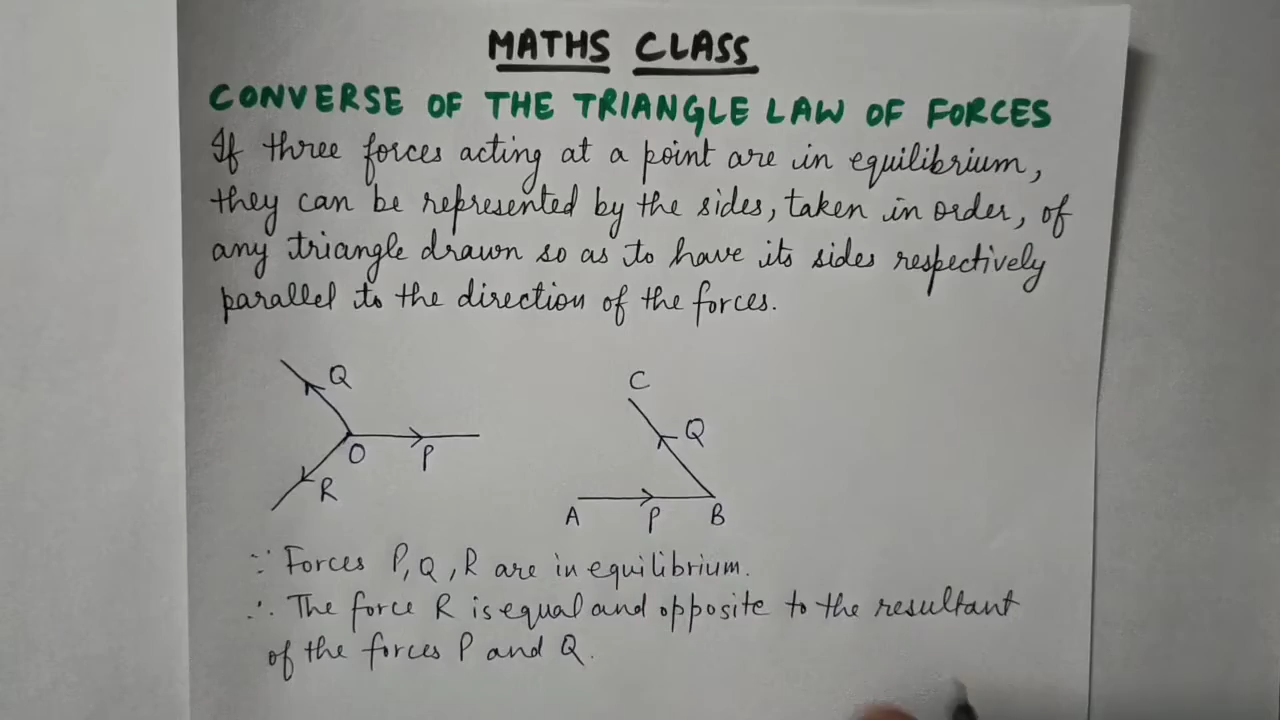 MATHS CLASS
CONVERSE OF THE TRIANGLE LAW OF FORCES
If three forces acting at a point are in equilibrium,
they can be represented by the sides, taken in order, of
any triangle drawn so as to have its sides respectively
parallel to the direction of the forces.
Q
O
P
R
C
Q
A
P
B
∵ Forces P, Q, R are in equilibrium.
∴ The force R is equal and opposite to the resultant
of the forces P and Q.